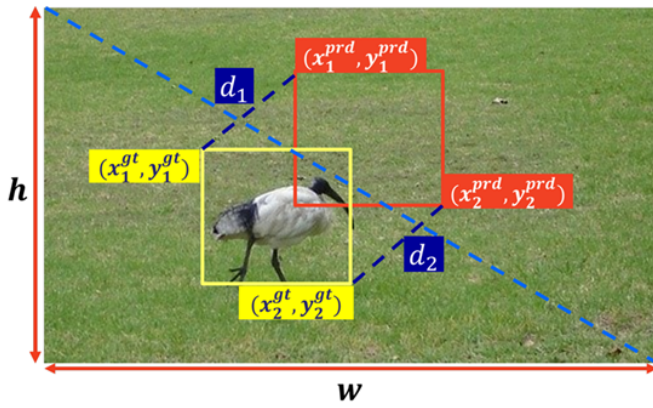 (x₁ᵖʳᵈ, y₁ᵖʳᵈ)
d₁
(x₁ᵍᵗ, y₁ᵍᵗ)
h
(x₂ᵖʳᵈ, y₂ᵖʳᵈ)
d₂
(x₂ᵍᵗ, y₂ᵍᵗ)
w